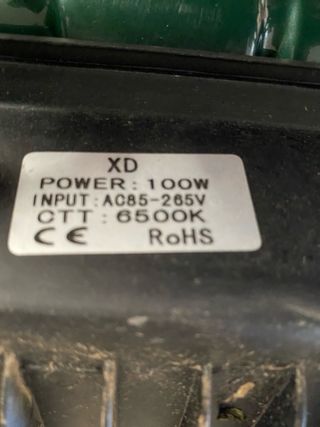 XD
POWER: 100W
INPUT: AC85-265V
CTT: 6500K
CE RoHS